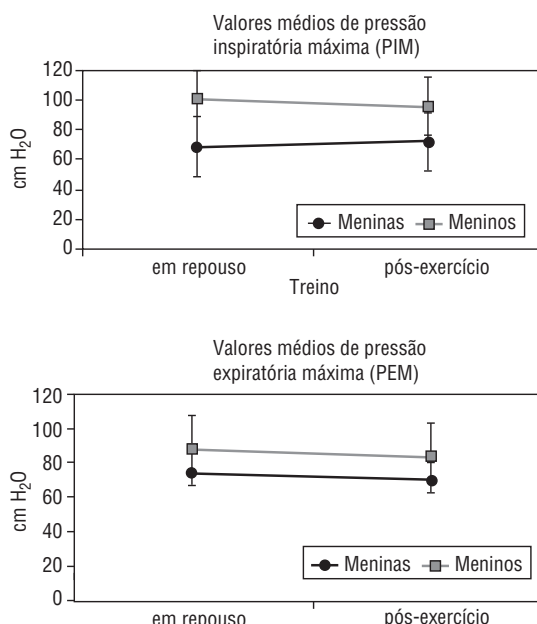 Valores médios de pressão
inspiratória máxima (PIM)
120
100
80
60
40
20
0
cm H₂O
Meninas
Meninos
em repouso
pós-exercício
Treino
Valores médios de pressão
expiratória máxima (PEM)
120
100
80
60
40
20
0
cm H₂O
Meninas
Meninos
em repouso
pós-exercício